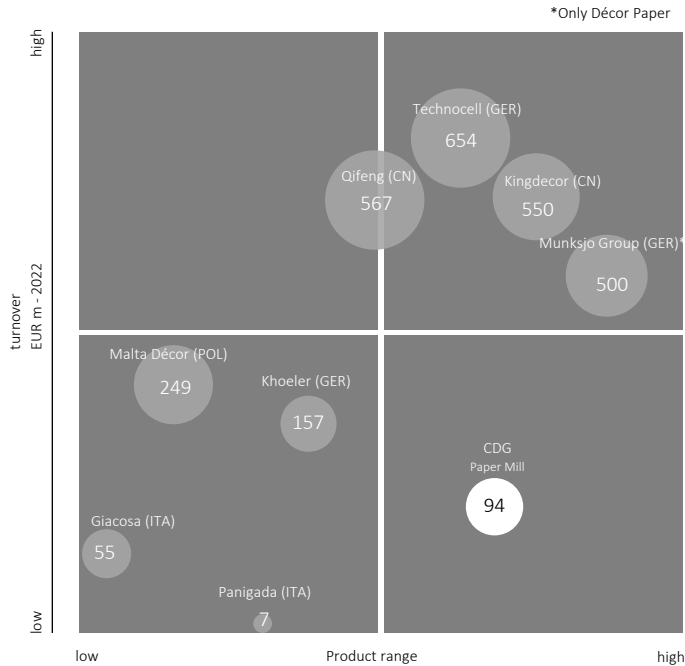 *Only Décor Paper
high
Technocell (GER)
654
Qifeng (CN)
567
Kingdecor (CN)
550
Munksjo Group (GER)*
500
turnover
EUR m - 2022
Malta Décor (POL)
249
Khoeler (GER)
157
CDG
Paper Mill
94
Giacosa (ITA)
55
Panigada (ITA)
7
low
low
Product range
high